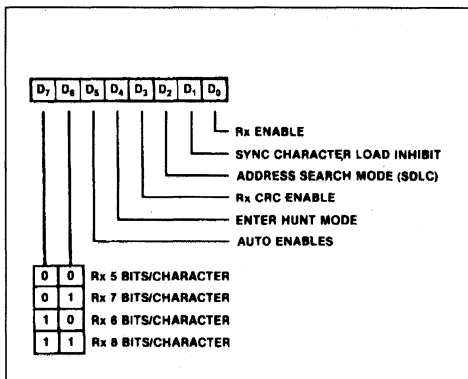 D7 D6 D5 D4 D3 D2 D1 D0
Rx ENABLE
SYNC CHARACTER LOAD INHIBIT
ADDRESS SEARCH MODE (SDLC)
Rx CRC ENABLE
ENTER HUNT MODE
AUTO ENABLES
0 0 Rx 5 BITS/CHARACTER
0 1 Rx 7 BITS/CHARACTER
1 0 Rx 6 BITS/CHARACTER
1 1 Rx 8 BITS/CHARACTER